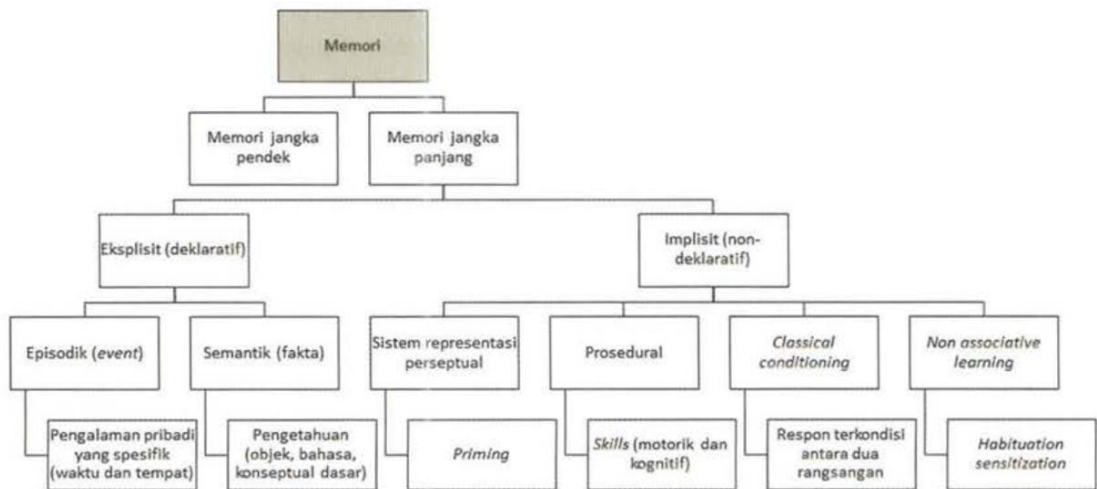 Memori
Memori jangka
pendek
Memori jangka
panjang
Eksplisit (deklaratif)
Implisit (non-
deklaratif)
Episodik (event)
Semantik (fakta)
Sistem representasi
perseptual
Prosedural
Classical
conditioning
Non associative
learning
Pengalaman pribadi
yang spesifik
(waktu dan tempat)
Pengetahuan
(objek, bahasa,
konseptual dasar)
Priming
Skills (motorik dan
kognitif)
Respon terkondisi
antara dua
rangsangan
Habituation
sensitization